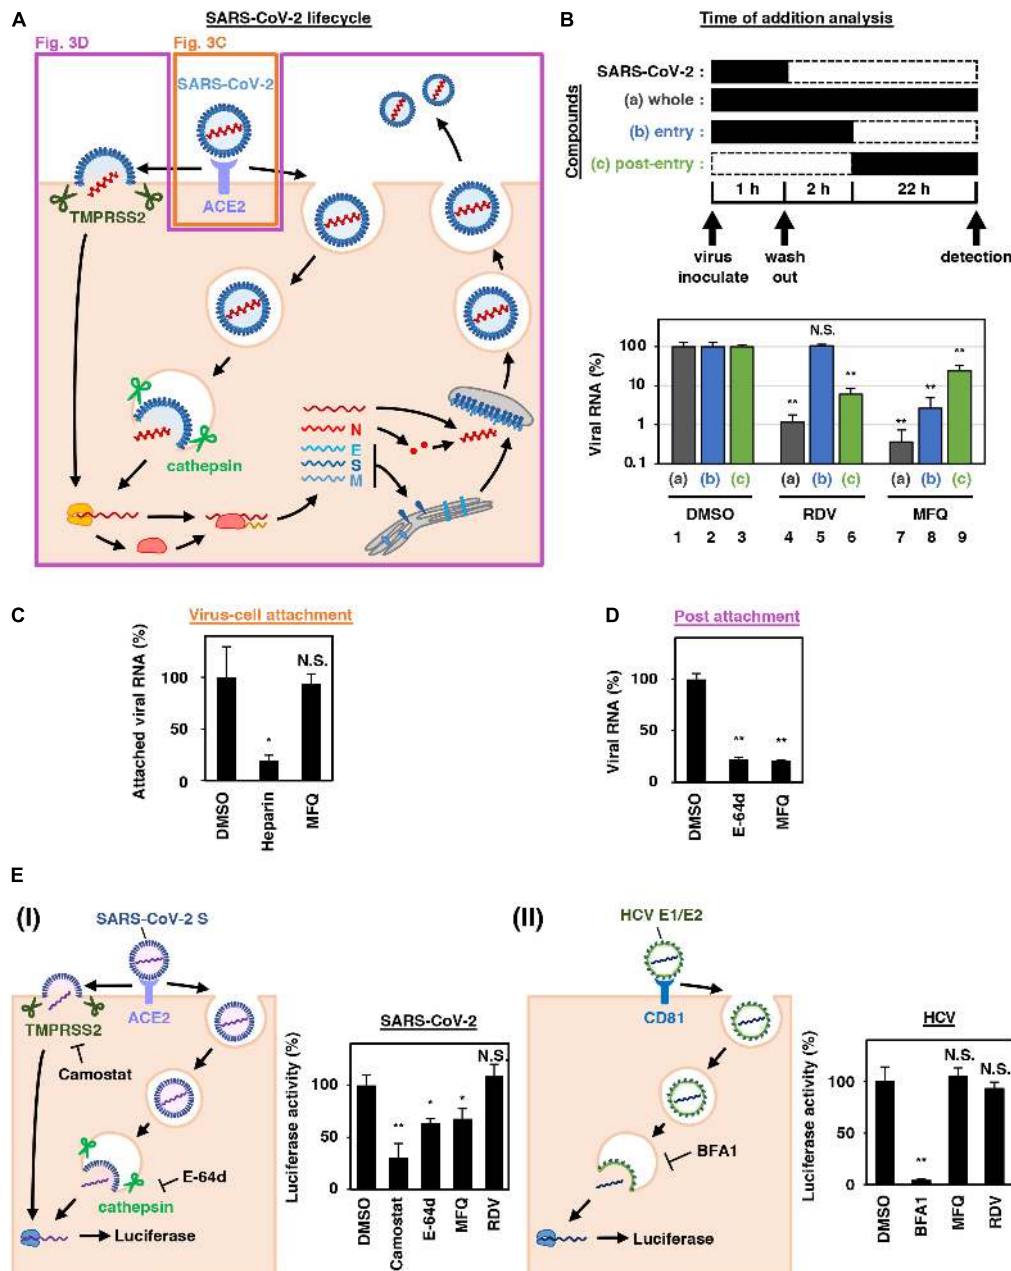 A
SARS-CoV-2 lifecycle
Fig. 3D
Fig. 3C
SARS-CoV-2
TMPRSS2
ACE2
cathepsin
N
E
S
M
B
Time of addition analysis
Compounds
SARS-CoV-2 :
(a) whole :
(b) entry :
(c) post-entry :
1 h 2 h 22 h
virus inoculate
wash out
detection
Viral RNA (%)
100
10
1
0.1
N.S.
**
**
**
**
**
(a) (b) (c) (a) (b) (c) (a) (b) (c)
DMSO RDV MFQ
1 2 3 4 5 6 7 8 9
C
Virus-cell attachment
Attached viral RNA (%)
100
50
0
*
N.S.
DMSO
Heparin
MFQ
D
Post attachment
Viral RNA (%)
100
50
0
**
**
DMSO
E-64d
MFQ
E
(I)
SARS-CoV-2 S
TMPRSS2
ACE2
Camostat
E-64d
cathepsin
Luciferase
SARS-CoV-2
Luciferase activity (%)
100
50
0
**
*
*
N.S.
DMSO
Camostat
E-64d
MFQ
RDV
(II)
HCV E1/E2
CD81
BFA1
Luciferase
HCV
Luciferase activity (%)
100
50
0
**
N.S.
N.S.
DMSO
BFA1
MFQ
RDV